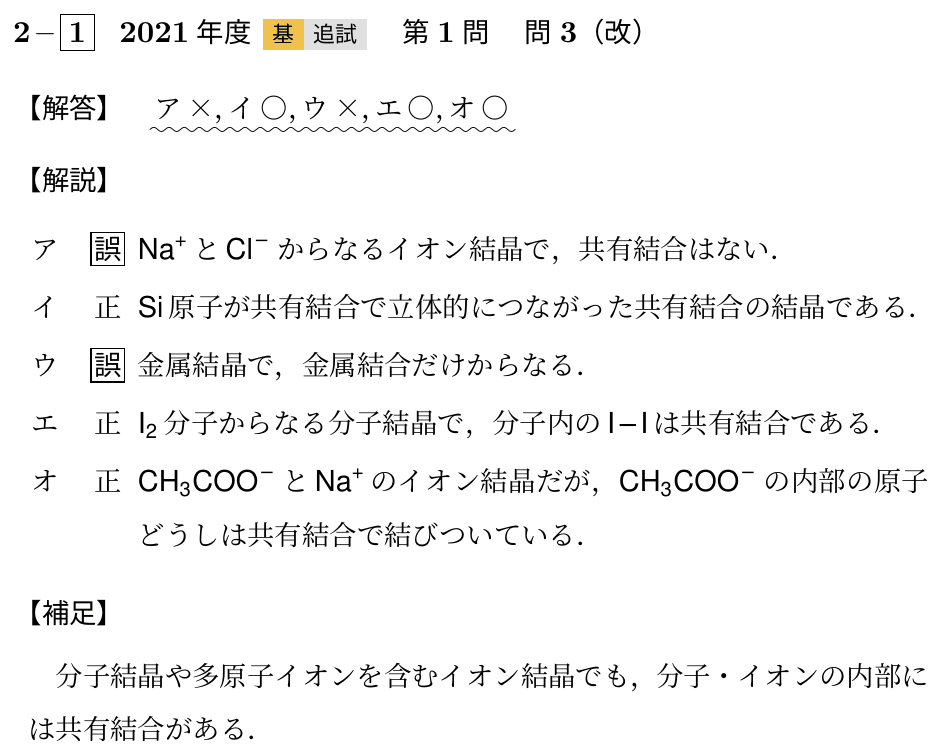 2−1 2021 年度 基 追試 第 1 問 問 3（改）
【解答】 ア ×, イ ○, ウ ×, エ ○, オ ○
【解説】
ア 誤 Na⁺ と Cl⁻ からなるイオン結晶で，共有結合はない．
イ 正 Si 原子が共有結合で立体的につながった共有結合の結晶である．
ウ 誤 金属結晶で，金属結合だけからなる．
エ 正 I₂ 分子からなる分子結晶で，分子内の I−I は共有結合である．
オ 正 CH₃COO⁻ と Na⁺ のイオン結晶だが，CH₃COO⁻ の内部の原子
どうしは共有結合で結びついている．
【補足】
分子結晶や多原子イオンを含むイオン結晶でも，分子・イオンの内部に
は共有結合がある．